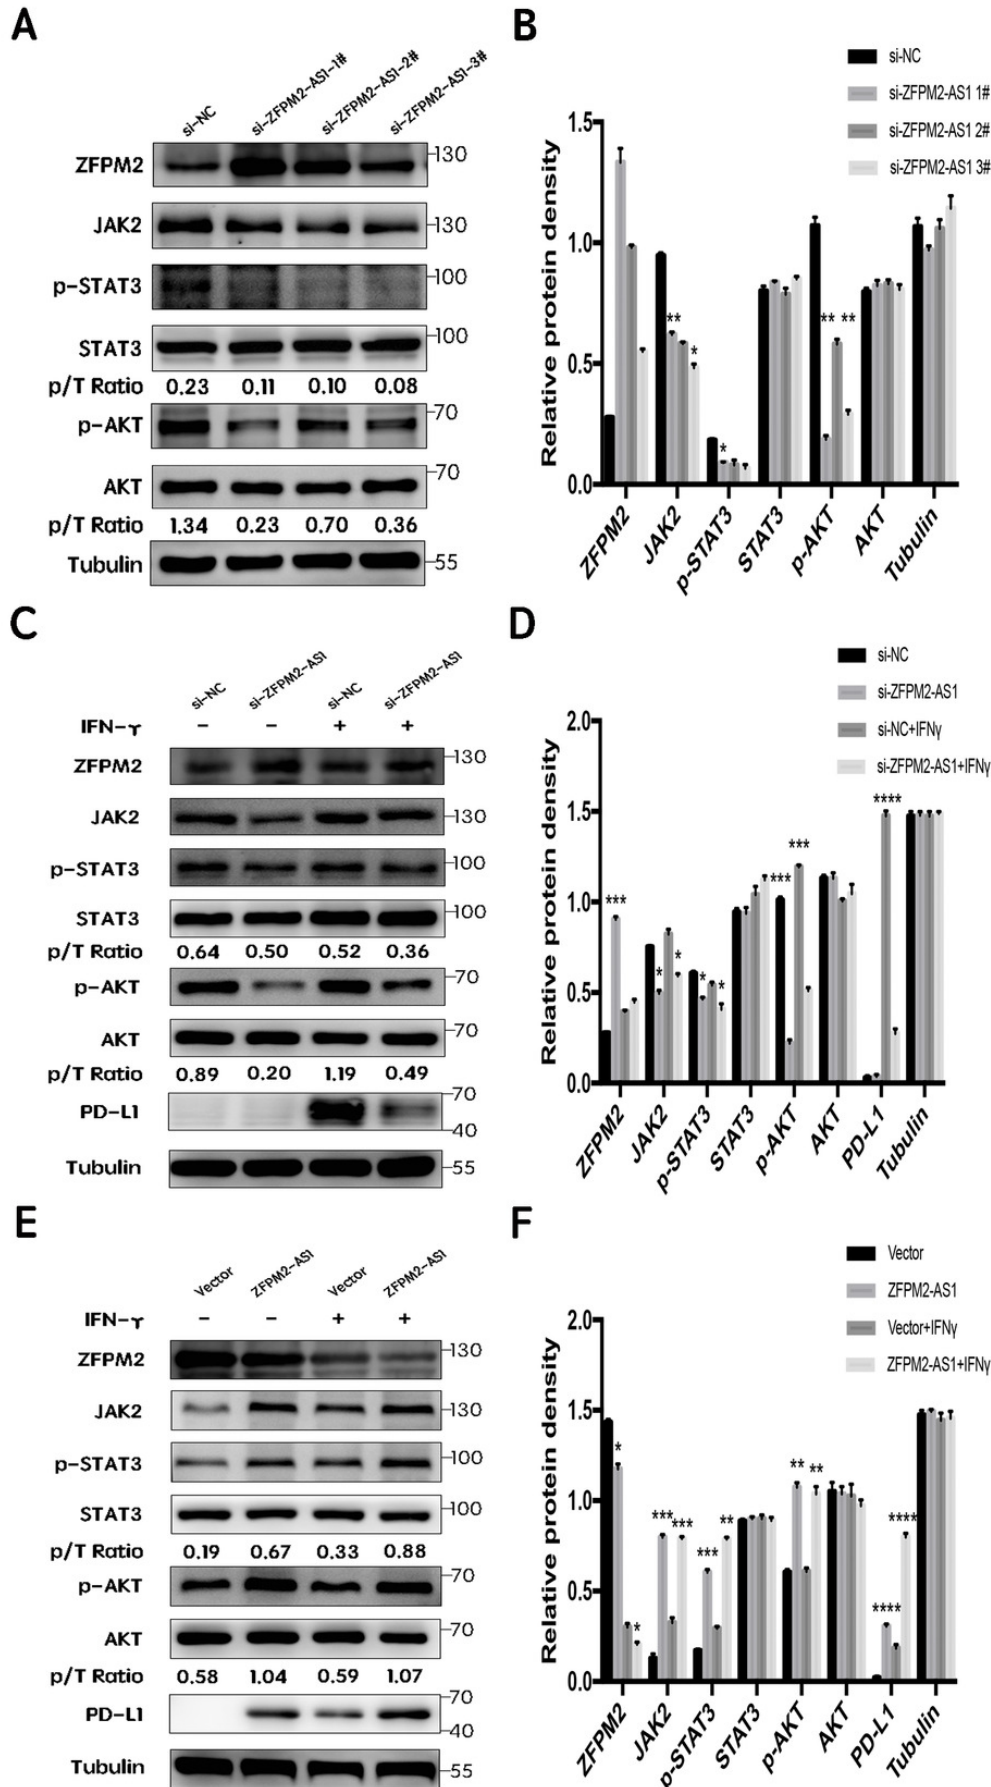 A
si-NC
si-ZFPM2-AS1-1#
si-ZFPM2-AS1-2#
si-ZFPM2-AS1-3#
ZFPM2
130
JAK2
130
p-STAT3
100
STAT3
100
p/T Ratio 0.23 0.11 0.10 0.08
p-AKT
70
AKT
70
p/T Ratio 1.34 0.23 0.70 0.36
Tubulin
55
B
si-NC
si-ZFPM2-AS1 1#
si-ZFPM2-AS1 2#
si-ZFPM2-AS1 3#
Relative protein density
1.5
1.0
0.5
0.0
** * * ** **
ZFPM2
JAK2
p-STAT3
STAT3
p-AKT
AKT
Tubulin
C
si-NC
si-ZFPM2-AS1
si-NC
si-ZFPM2-AS1
IFN-γ - - + +
ZFPM2
130
JAK2
130
p-STAT3
100
STAT3
100
p/T Ratio 0.64 0.50 0.52 0.36
p-AKT
70
AKT
70
p/T Ratio 0.89 0.20 1.19 0.49
PD-L1
70
40
Tubulin
55
D
si-NC
si-ZFPM2-AS1
si-NC+IFNγ
si-ZFPM2-AS1+IFNγ
Relative protein density
2.0
1.5
1.0
0.5
0.0
*** * * * * *** *** ****
ZFPM2
JAK2
p-STAT3
STAT3
p-AKT
AKT
PD-L1
Tubulin
E
Vector
ZFPM2-AS1
Vector
ZFPM2-AS1
IFN-γ - - + +
ZFPM2
130
JAK2
130
p-STAT3
100
STAT3
100
p/T Ratio 0.19 0.67 0.33 0.88
p-AKT
70
AKT
70
p/T Ratio 0.58 1.04 0.59 1.07
PD-L1
70
40
Tubulin
55
F
Vector
ZFPM2-AS1
Vector+IFNγ
ZFPM2-AS1+IFNγ
Relative protein density
2.0
1.5
1.0
0.5
0.0
* * *** *** *** ** ** ** **** ****
ZFPM2
JAK2
p-STAT3
STAT3
p-AKT
AKT
PD-L1
Tubulin